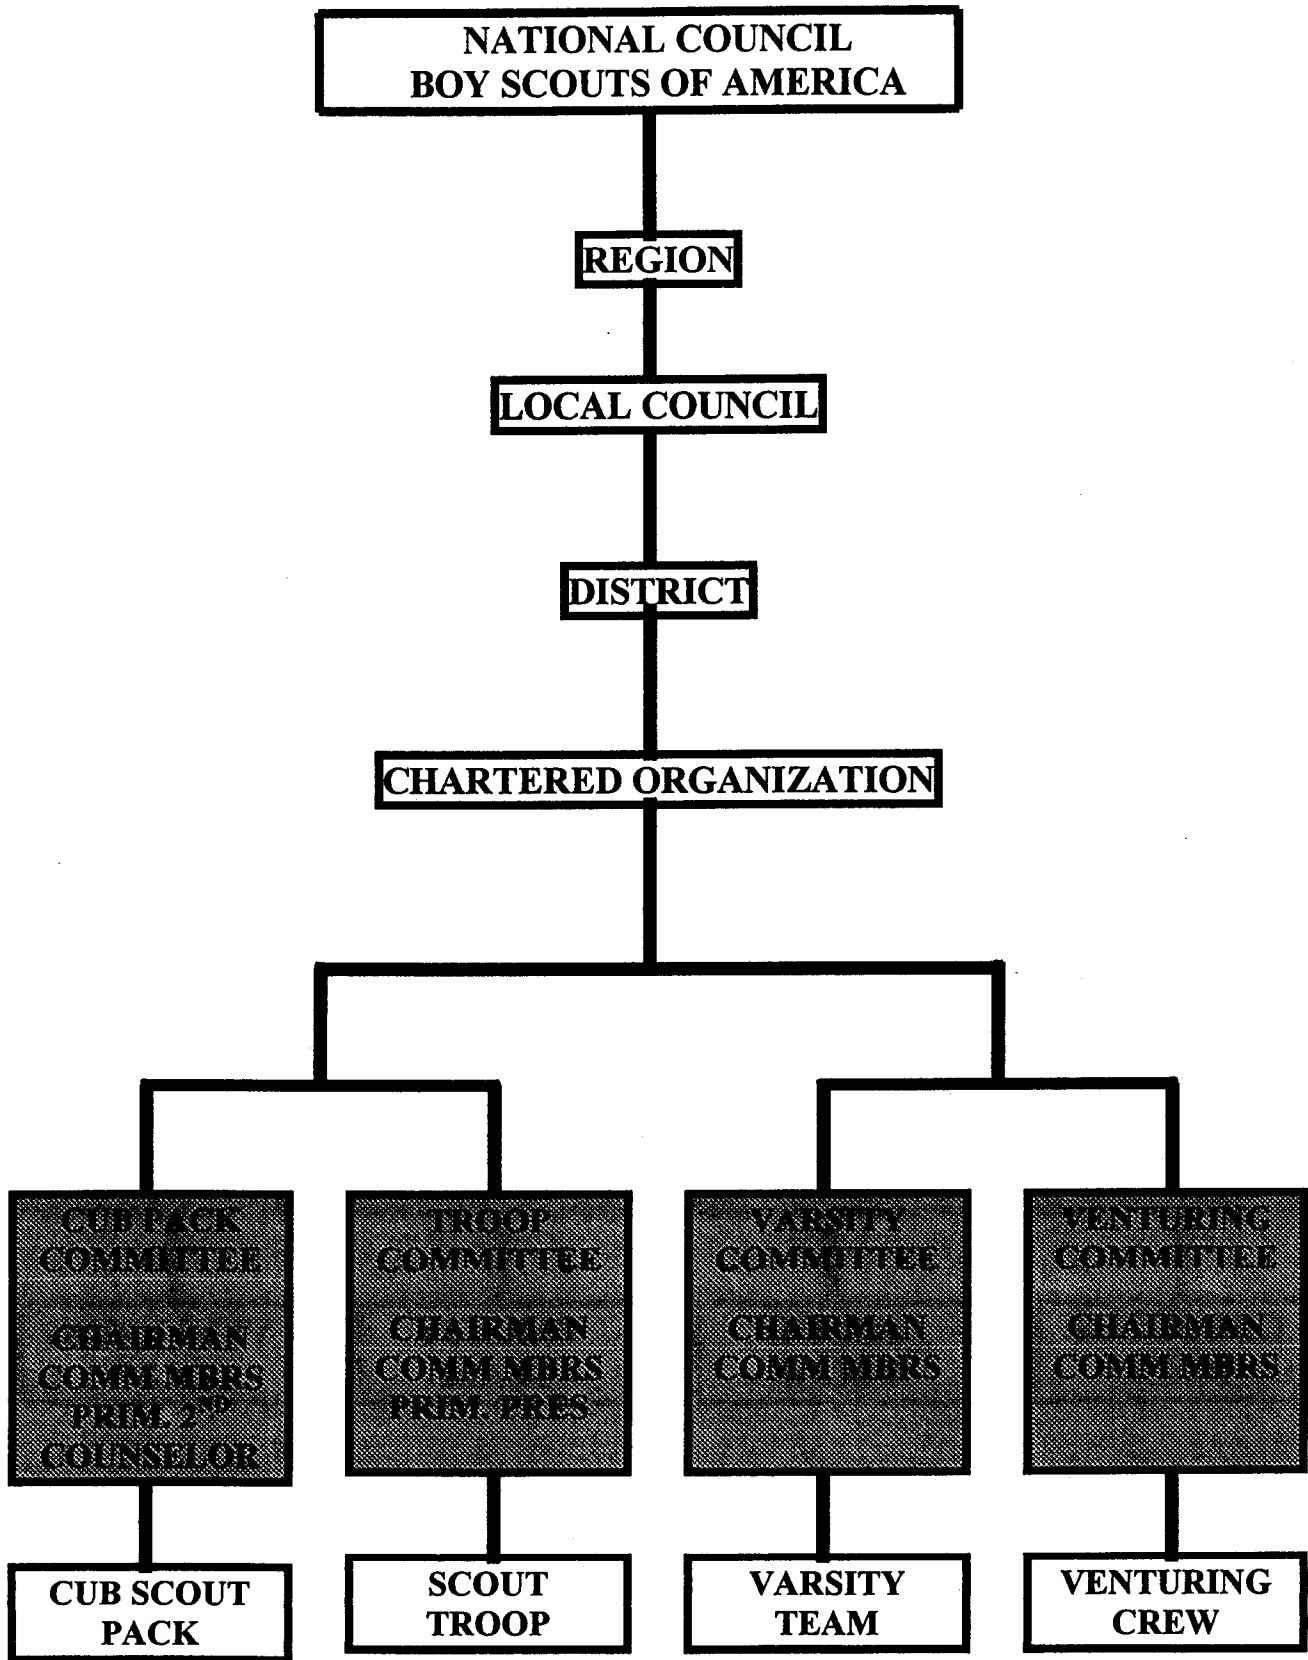 NATIONAL COUNCIL
BOY SCOUTS OF AMERICA
REGION
LOCAL COUNCIL
DISTRICT
CHARTERED ORGANIZATION
CUB PACK
COMMITTEE
CHAIRMAN
COMM MBRS
PRIM. 2ND
COUNSELOR
TROOP
COMMITTEE
CHAIRMAN
COMM MBRS
PRIM. PRES
VARSITY
COMMITTEE
CHAIRMAN
COMM MBRS
VENTURING
COMMITTEE
CHAIRMAN
COMM MBRS
CUB SCOUT
PACK
SCOUT
TROOP
VARSITY
TEAM
VENTURING
CREW